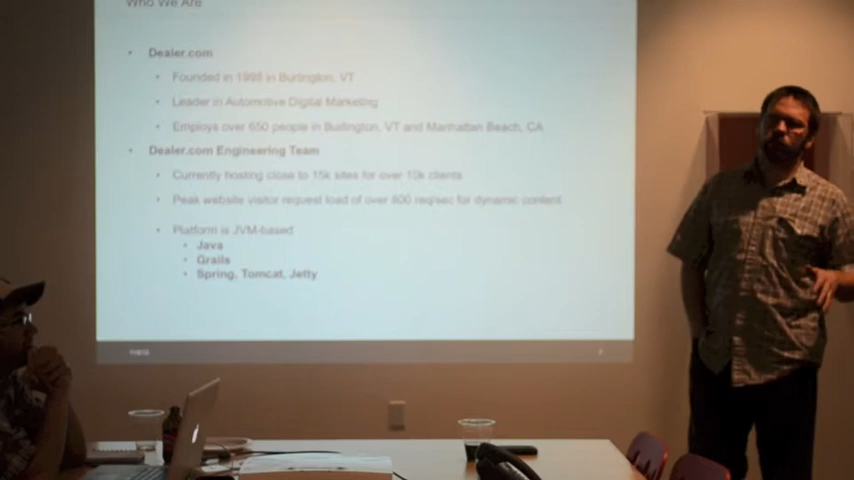 Who We Are
Dealer.com
Founded in 1998 in Burlington, VT
Leader in Automotive Digital Marketing
Employs over 650 people in Burlington, VT and Manhattan Beach, CA
Dealer.com Engineering Team
Currently hosting close to 15k sites for over 10k clients
Peak website visitor request load of over 800 req/sec for dynamic content
Platform is JVM-based
Java
Grails
Spring, Tomcat, Jetty